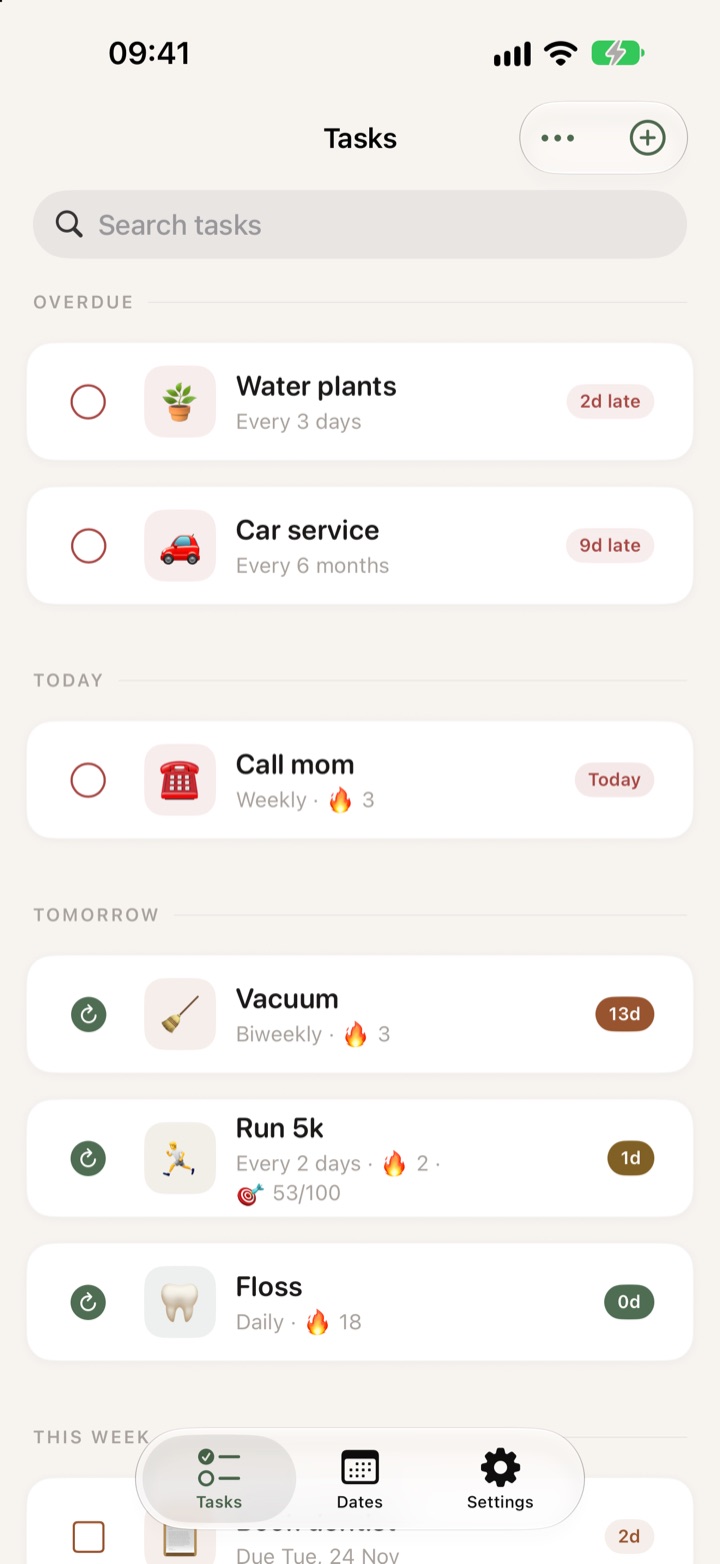 09:41
Tasks
Search tasks
OVERDUE
Water plants
Every 3 days
2d late
Car service
Every 6 months
9d late
TODAY
Call mom
Weekly · 🔥 3
Today
TOMORROW
Vacuum
Biweekly · 🔥 3
13d
Run 5k
Every 2 days · 🔥 2 ·
🎯 53/100
1d
Floss
Daily · 🔥 18
0d
THIS WEEK
2d
Due Tue, 24 Nov
Tasks
Dates
Settings